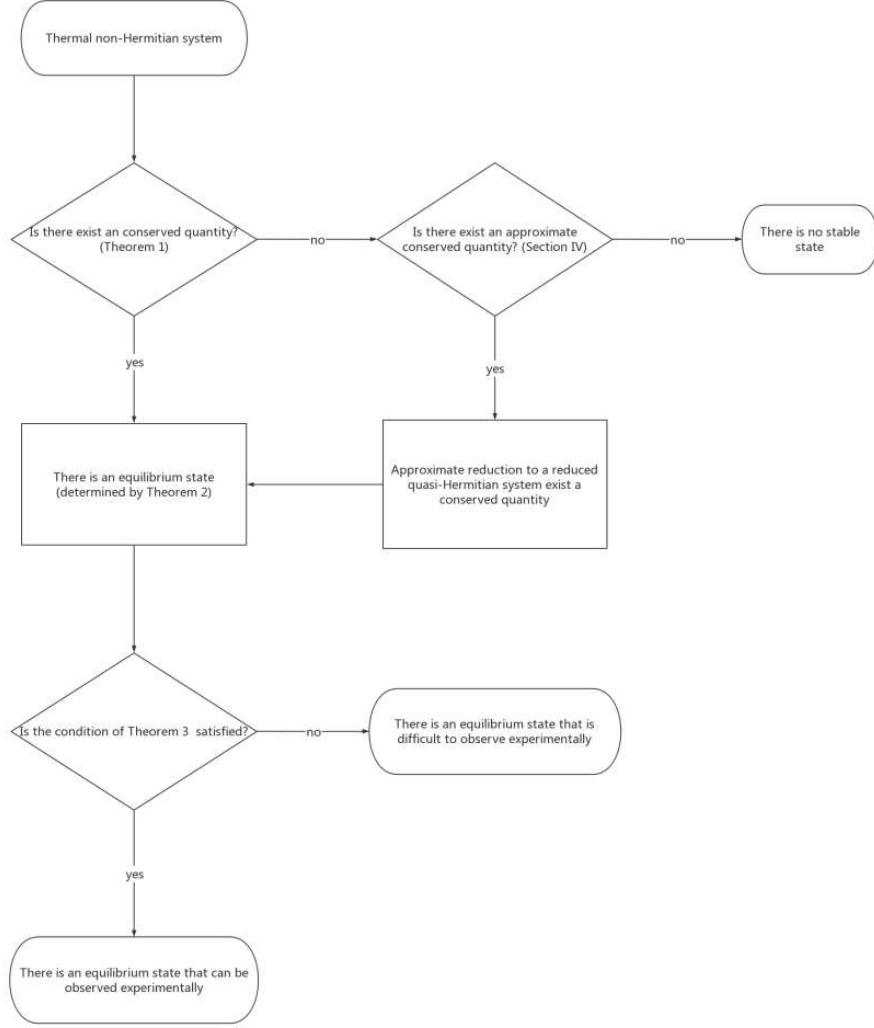 Thermal non-Hermitian system
Is there exist an conserved quantity?
(Theorem 1)
no
Is there exist an approximate
conserved quantity? (Section IV)
no
There is no stable
state
yes
yes
There is an equilibrium state
(determined by Theorem 2)
Approximate reduction to a reduced
quasi-Hermitian system exist a
conserved quantity
Is the condition of Theorem 3 satisfied?
no
There is an equilibrium state that is
difficult to observe experimentally
yes
There is an equilibrium state that can be
observed experimentally